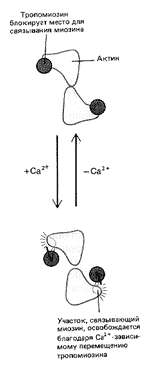 Тропомиозин
блокирует место для
связывания миозина
Актин
+Ca²⁺
−Ca²⁺
Участок, связывающий
миозин, освобождается
благодаря Ca²⁺-зависи-
мому перемещению
тропомиозина